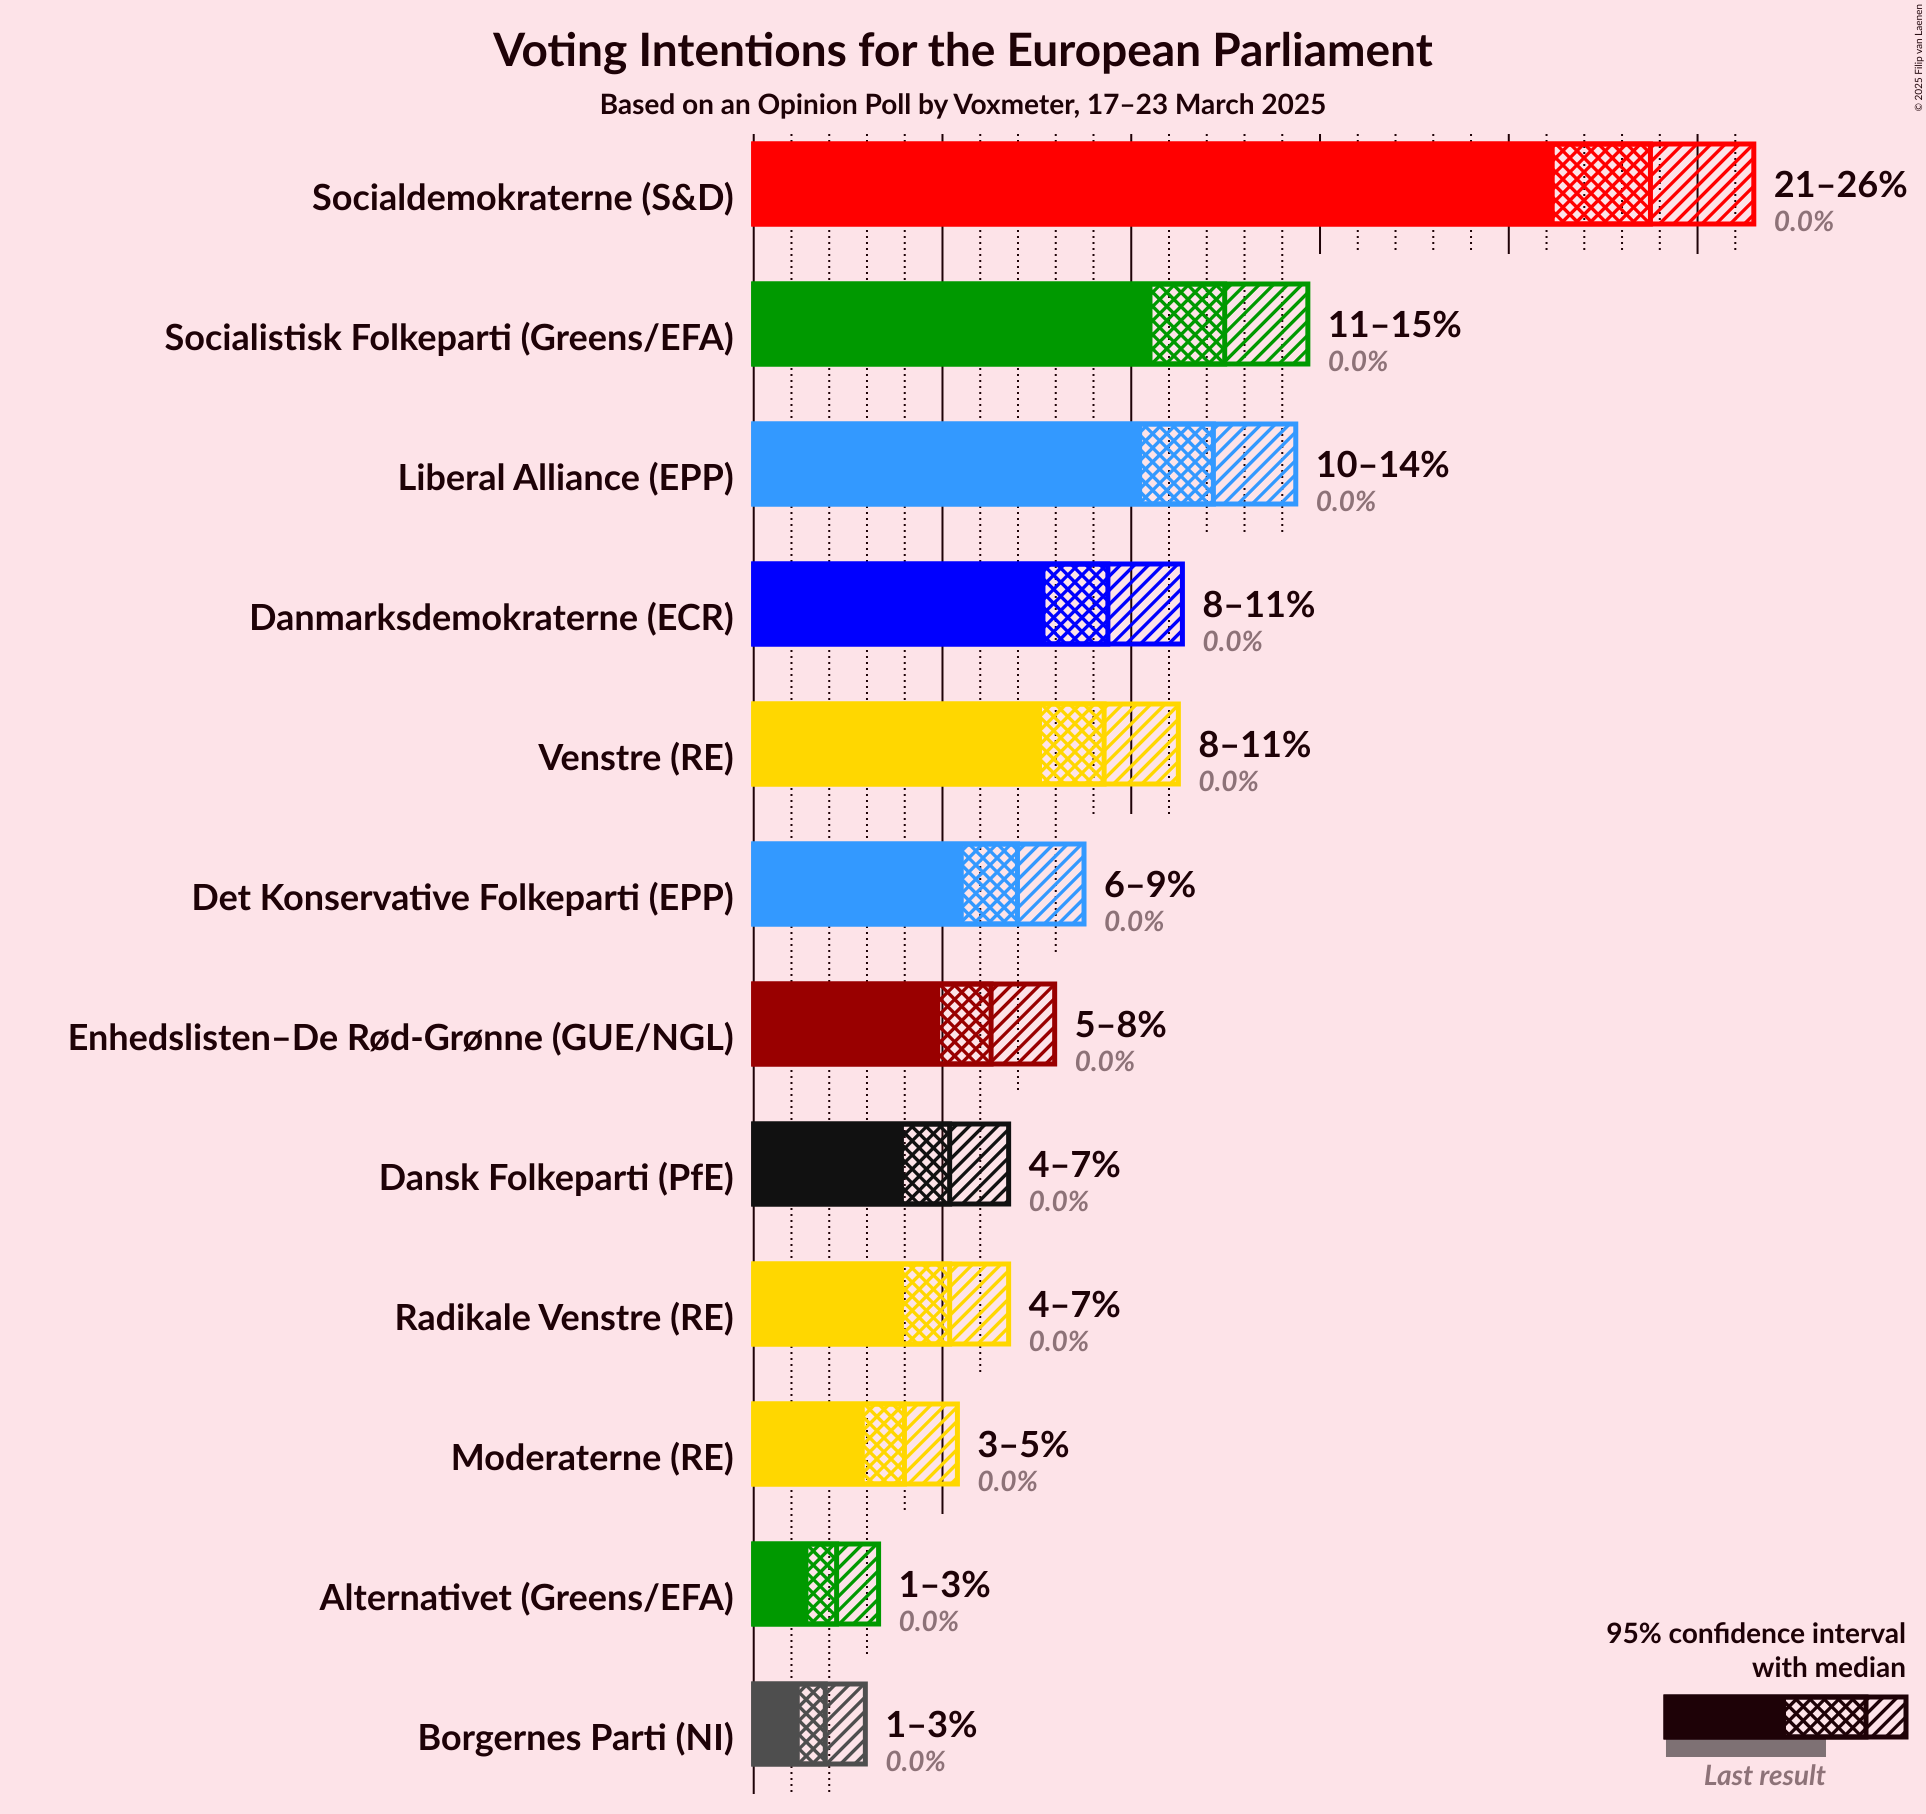 Voting Intentions for the European Parliament
Based on an Opinion Poll by Voxmeter, 17–23 March 2025
© 2025 Filip van Laenen
Socialdemokraterne (S&D)
21–26%
0.0%
Socialistisk Folkeparti (Greens/EFA)
11–15%
0.0%
Liberal Alliance (EPP)
10–14%
0.0%
Danmarksdemokraterne (ECR)
8–11%
0.0%
Venstre (RE)
8–11%
0.0%
Det Konservative Folkeparti (EPP)
6–9%
0.0%
Enhedslisten–De Rød-Grønne (GUE/NGL)
5–8%
0.0%
Dansk Folkeparti (PfE)
4–7%
0.0%
Radikale Venstre (RE)
4–7%
0.0%
Moderaterne (RE)
3–5%
0.0%
Alternativet (Greens/EFA)
1–3%
0.0%
Borgernes Parti (NI)
1–3%
0.0%
95% confidence interval
with median
Last result